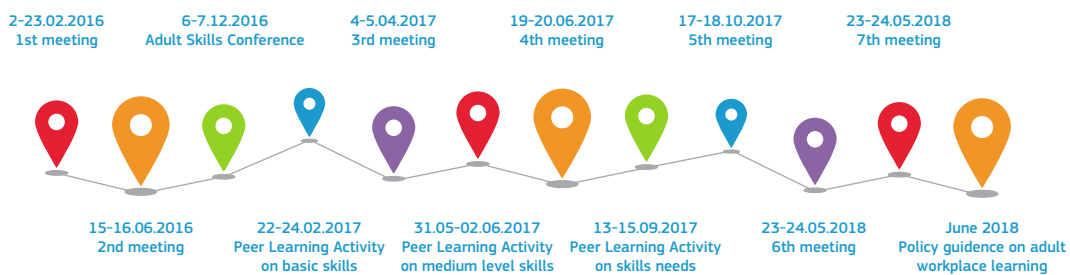 2-23.02.2016
1st meeting
6-7.12.2016
Adult Skills Conference
4-5.04.2017
3rd meeting
19-20.06.2017
4th meeting
17-18.10.2017
5th meeting
23-24.05.2018
7th meeting
15-16.06.2016
2nd meeting
22-24.02.2017
Peer Learning Activity
on basic skills
31.05-02.06.2017
Peer Learning Activity
on medium level skills
13-15.09.2017
Peer Learning Activity
on skills needs
23-24.05.2018
6th meeting
June 2018
Policy guidance on adult
workplace learning